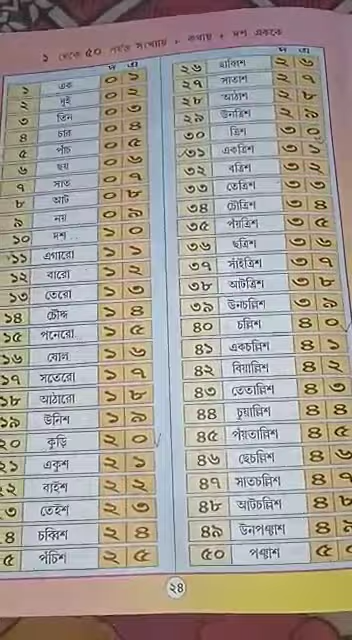 ১ থেকে ৫০ পর্যন্ত সংখ্যায় + কথায় + দশ এককে
দ এ
১ এক ০ ১
২ দুই ০ ২
৩ তিন ০ ৩
৪ চার ০ ৪
৫ পাঁচ ০ ৫
৬ ছয় ০ ৬
৭ সাত ০ ৭
৮ আট ০ ৮
৯ নয় ০ ৯
১০ দশ ১ ০
১১ এগারো ১ ১
১২ বারো ১ ২
১৩ তেরো ১ ৩
১৪ চৌদ্দ ১ ৪
১৫ পনেরো ১ ৫
১৬ ষোল ১ ৬
১৭ সতেরো ১ ৭
১৮ আঠারো ১ ৮
১৯ উনিশ ১ ৯
২০ কুড়ি ২ ০
২১ একুশ ২ ১
২ বাইশ ২ ২
৩ তেইশ ২ ৩
৪ চব্বিশ ২ ৪
৫ পঁচিশ ২ ৫
দ এ
২৬ ছাব্বিশ ২ ৬
২৭ সাতাশ ২ ৭
২৮ আঠাশ ২ ৮
২৯ উনত্রিশ ২ ৯
৩০ ত্রিশ ৩ ০
৩১ একত্রিশ ৩ ১
৩২ বত্রিশ ৩ ২
৩৩ তেত্রিশ ৩ ৩
৩৪ চৌত্রিশ ৩ ৪
৩৫ পঁয়ত্রিশ ৩ ৫
৩৬ ছত্রিশ ৩ ৬
৩৭ সাঁইত্রিশ ৩ ৭
৩৮ আটত্রিশ ৩ ৮
৩৯ উনচল্লিশ ৩ ৯
৪০ চল্লিশ ৪ ০
৪১ একচল্লিশ ৪ ১
৪২ বিয়াল্লিশ ৪ ২
৪৩ তেতাল্লিশ ৪ ৩
৪৪ চুয়াল্লিশ ৪ ৪
৪৫ পঁয়তাল্লিশ ৪ ৫
৪৬ ছেচল্লিশ ৪ ৬
৪৭ সাতচল্লিশ ৪ ৭
৪৮ আটচল্লিশ ৪ ৮
৪৯ উনপঞ্চাশ ৪ ৯
৫০ পঞ্চাশ ৫ ০
২৪